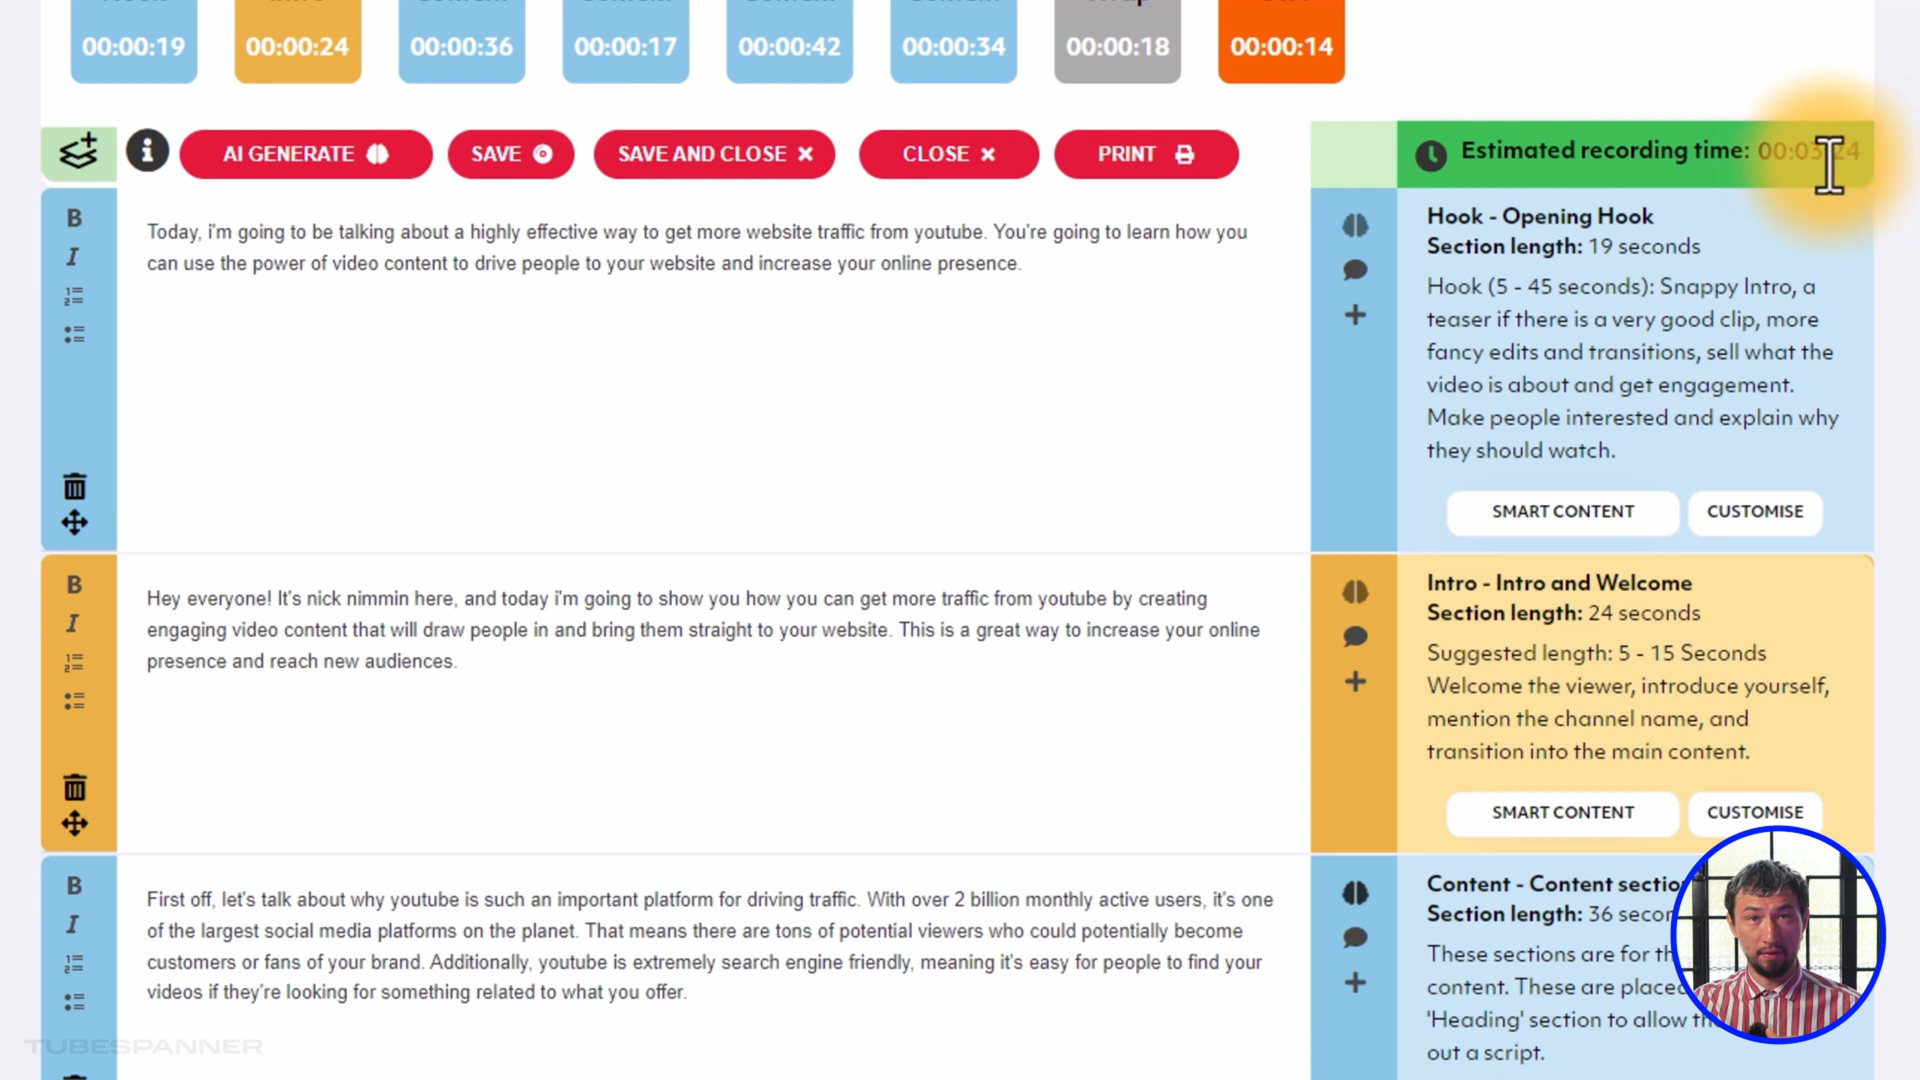 00:00:19 00:00:24 00:00:36 00:00:17 00:00:42 00:00:34 00:00:18 00:00:14
AI GENERATE SAVE SAVE AND CLOSE CLOSE PRINT
Estimated recording time: 00:03:24
B
I
Today, i'm going to be talking about a highly effective way to get more website traffic from youtube. You're going to learn how you
can use the power of video content to drive people to your website and increase your online presence.
Hook - Opening Hook
Section length: 19 seconds
Hook (5 - 45 seconds): Snappy Intro, a
teaser if there is a very good clip, more
fancy edits and transitions, sell what the
video is about and get engagement.
Make people interested and explain why
they should watch.
SMART CONTENT CUSTOMISE
B
I
Hey everyone! It's nick nimmin here, and today i'm going to show you how you can get more traffic from youtube by creating
engaging video content that will draw people in and bring them straight to your website. This is a great way to increase your online
presence and reach new audiences.
Intro - Intro and Welcome
Section length: 24 seconds
Suggested length: 5 - 15 Seconds
Welcome the viewer, introduce yourself,
mention the channel name, and
transition into the main content.
SMART CONTENT CUSTOMISE
B
I
First off, let's talk about why youtube is such an important platform for driving traffic. With over 2 billion monthly active users, it's one
of the largest social media platforms on the planet. That means there are tons of potential viewers who could potentially become
customers or fans of your brand. Additionally, youtube is extremely search engine friendly, meaning it's easy for people to find your
videos if they're looking for something related to what you offer.
Content - Content
Section length: 36
These sections are for
content. These are
'Heading' section to allow
out a script.
TUBESPANNER